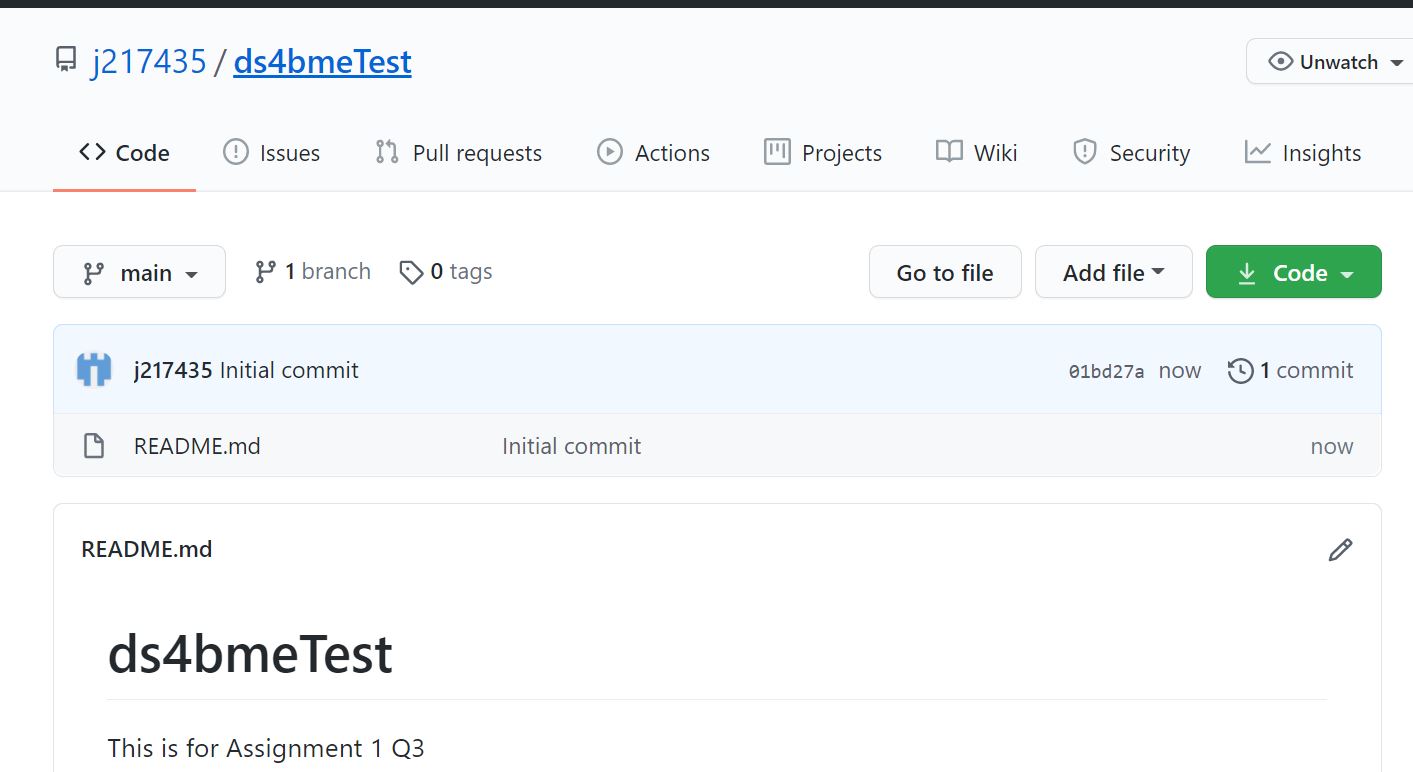 j217435 / ds4bmeTest
Unwatch
Code Issues Pull requests Actions Projects Wiki Security Insights
main 1 branch 0 tags Go to file Add file Code
j217435 Initial commit 01bd27a now 1 commit
README.md Initial commit now
README.md
ds4bmeTest
This is for Assignment 1 Q3